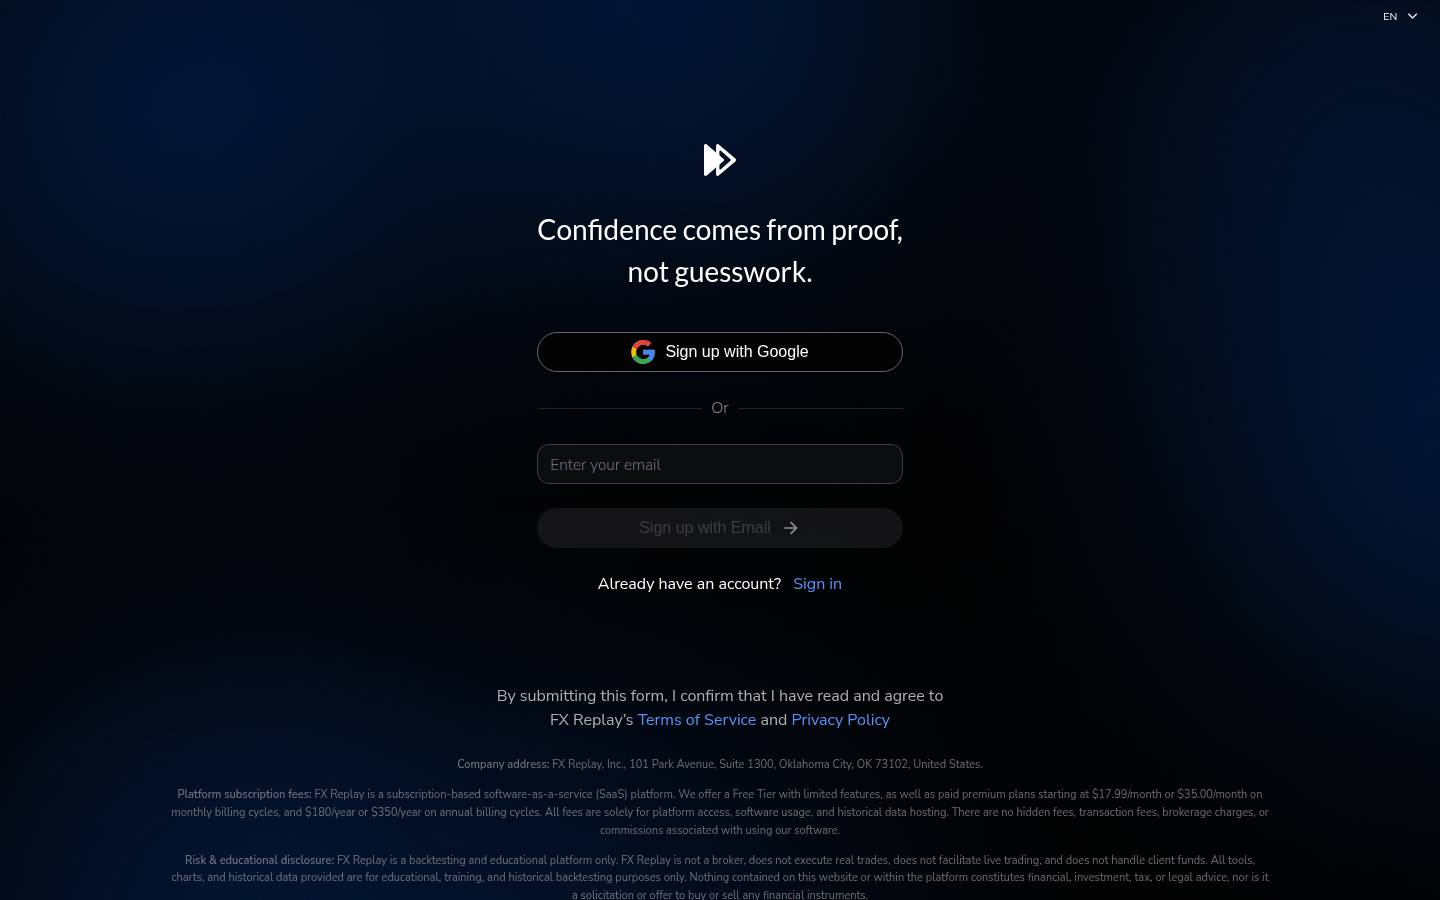 EN
Confidence comes from proof,
not guesswork.
Sign up with Google
Or
Enter your email
Sign up with Email
Already have an account? Sign in
By submitting this form, I confirm that I have read and agree to
FX Replay’s Terms of Service and Privacy Policy
Company address: FX Replay, Inc., 101 Park Avenue, Suite 1300, Oklahoma City, OK 73102, United States.
Platform subscription fees: FX Replay is a subscription-based software-as-a-service (SaaS) platform. We offer a Free Tier with limited features, as well as paid premium plans starting at $17.99/month or $35.00/month on
monthly billing cycles, and $180/year or $350/year on annual billing cycles. All fees are solely for platform access, software usage, and historical data hosting. There are no hidden fees, transaction fees, brokerage charges, or
commissions associated with using our software.
Risk & educational disclosure: FX Replay is a backtesting and educational platform only. FX Replay is not a broker, does not execute real trades, does not facilitate live trading, and does not handle client funds. All tools,
charts, and historical data provided are for educational, training, and historical backtesting purposes only. Nothing contained on this website or within the platform constitutes financial, investment, tax, or legal advice, nor is it
a solicitation or offer to buy or sell any financial instruments.